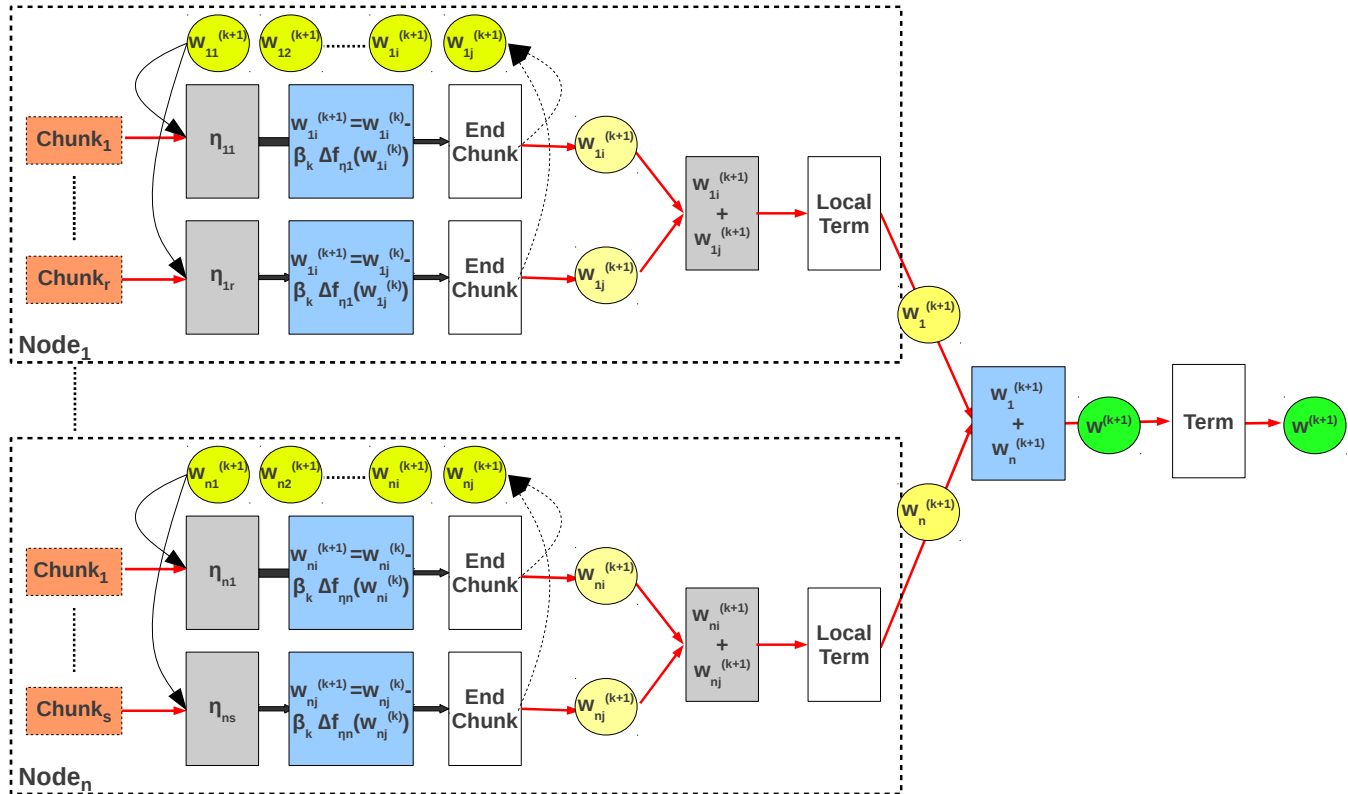 w₁₁⁽ᵏ⁺¹⁾ w₁₂⁽ᵏ⁺¹⁾ ........ w₁ᵢ⁽ᵏ⁺¹⁾ w₁ⱼ⁽ᵏ⁺¹⁾
Chunk₁
η₁₁
w₁ᵢ⁽ᵏ⁺¹⁾=w₁ᵢ⁽ᵏ⁾-
βₖ Δf_η1(w₁ᵢ⁽ᵏ⁾)
End
Chunk
w₁ᵢ⁽ᵏ⁺¹⁾
Chunkᵣ
η₁ᵣ
w₁ᵢ⁽ᵏ⁺¹⁾=w₁ⱼ⁽ᵏ⁾-
βₖ Δf_η1(w₁ⱼ⁽ᵏ⁾)
End
Chunk
w₁ⱼ⁽ᵏ⁺¹⁾
w₁ᵢ⁽ᵏ⁺¹⁾
+
w₁ⱼ⁽ᵏ⁺¹⁾
Local
Term
Node₁
w₁⁽ᵏ⁺¹⁾
w₁⁽ᵏ⁺¹⁾
+
wₙ⁽ᵏ⁺¹⁾
w⁽ᵏ⁺¹⁾
Term
w⁽ᵏ⁺¹⁾
wₙ₁⁽ᵏ⁺¹⁾ wₙ₂⁽ᵏ⁺¹⁾ ........ wₙᵢ⁽ᵏ⁺¹⁾ wₙⱼ⁽ᵏ⁺¹⁾
Chunk₁
ηₙ₁
wₙᵢ⁽ᵏ⁺¹⁾=wₙᵢ⁽ᵏ⁾-
βₖ Δf_ηn(wₙᵢ⁽ᵏ⁾)
End
Chunk
wₙᵢ⁽ᵏ⁺¹⁾
Chunkₛ
ηₙₛ
wₙⱼ⁽ᵏ⁺¹⁾=wₙⱼ⁽ᵏ⁾-
βₖ Δf_ηn(wₙⱼ⁽ᵏ⁾)
End
Chunk
wₙⱼ⁽ᵏ⁺¹⁾
wₙᵢ⁽ᵏ⁺¹⁾
+
wₙⱼ⁽ᵏ⁺¹⁾
Local
Term
wₙ⁽ᵏ⁺¹⁾
Nodeₙ